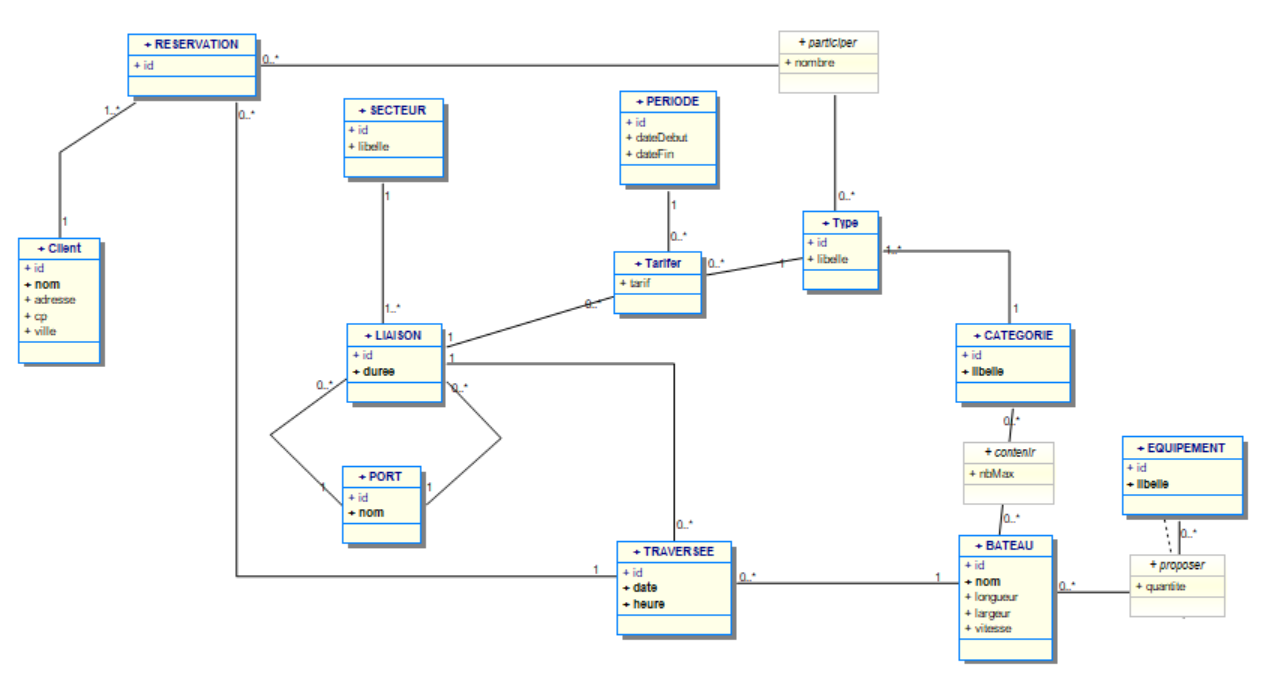 + RESERVATION
+ id
0..*
1..*
0..*
+ participer
+ nombre
0..*
+ SECTEUR
+ id
+ libelle
1
1..*
+ PERIODE
+ id
+ dateDebut
+ dateFin
1
0..*
+ Type
+ id
+ libelle
1..*
1
+ Client
+ id
+ nom
+ adresse
+ cp
+ ville
1
+ Tarifer
+ tarif
0..*
1
0..*
+ LIAISON
+ id
+ duree
1
1
0..*
0..*
+ CATEGORIE
+ id
+ libelle
0..*
+ contenir
+ nbMax
0..*
+ EQUIPEMENT
+ id
+ libelle
0..*
+ PORT
+ id
+ nom
1
1
0..*
+ TRAVERSEE
+ id
+ date
+ heure
1
0..*
1
+ BATEAU
+ id
+ nom
+ longueur
+ largeur
+ vitesse
0..*
+ proposer
+ quantite